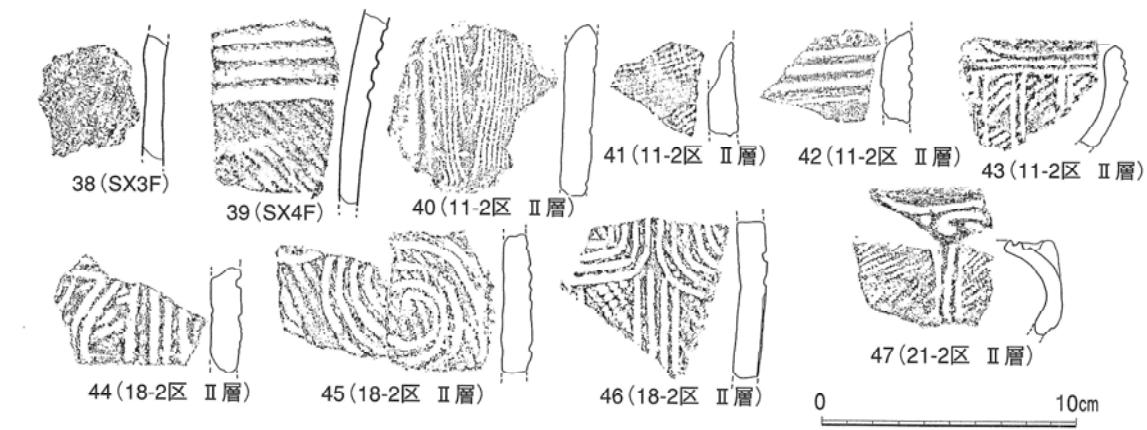 38(SX3F)
39(SX4F)
40(11-2区 Ⅱ層)
41(11-2区 Ⅱ層)
42(11-2区 Ⅱ層)
43(11-2区 Ⅱ層)
44(18-2区 Ⅱ層)
45(18-2区 Ⅱ層)
46(18-2区 Ⅱ層)
47(21-2区 Ⅱ層)
0 10cm